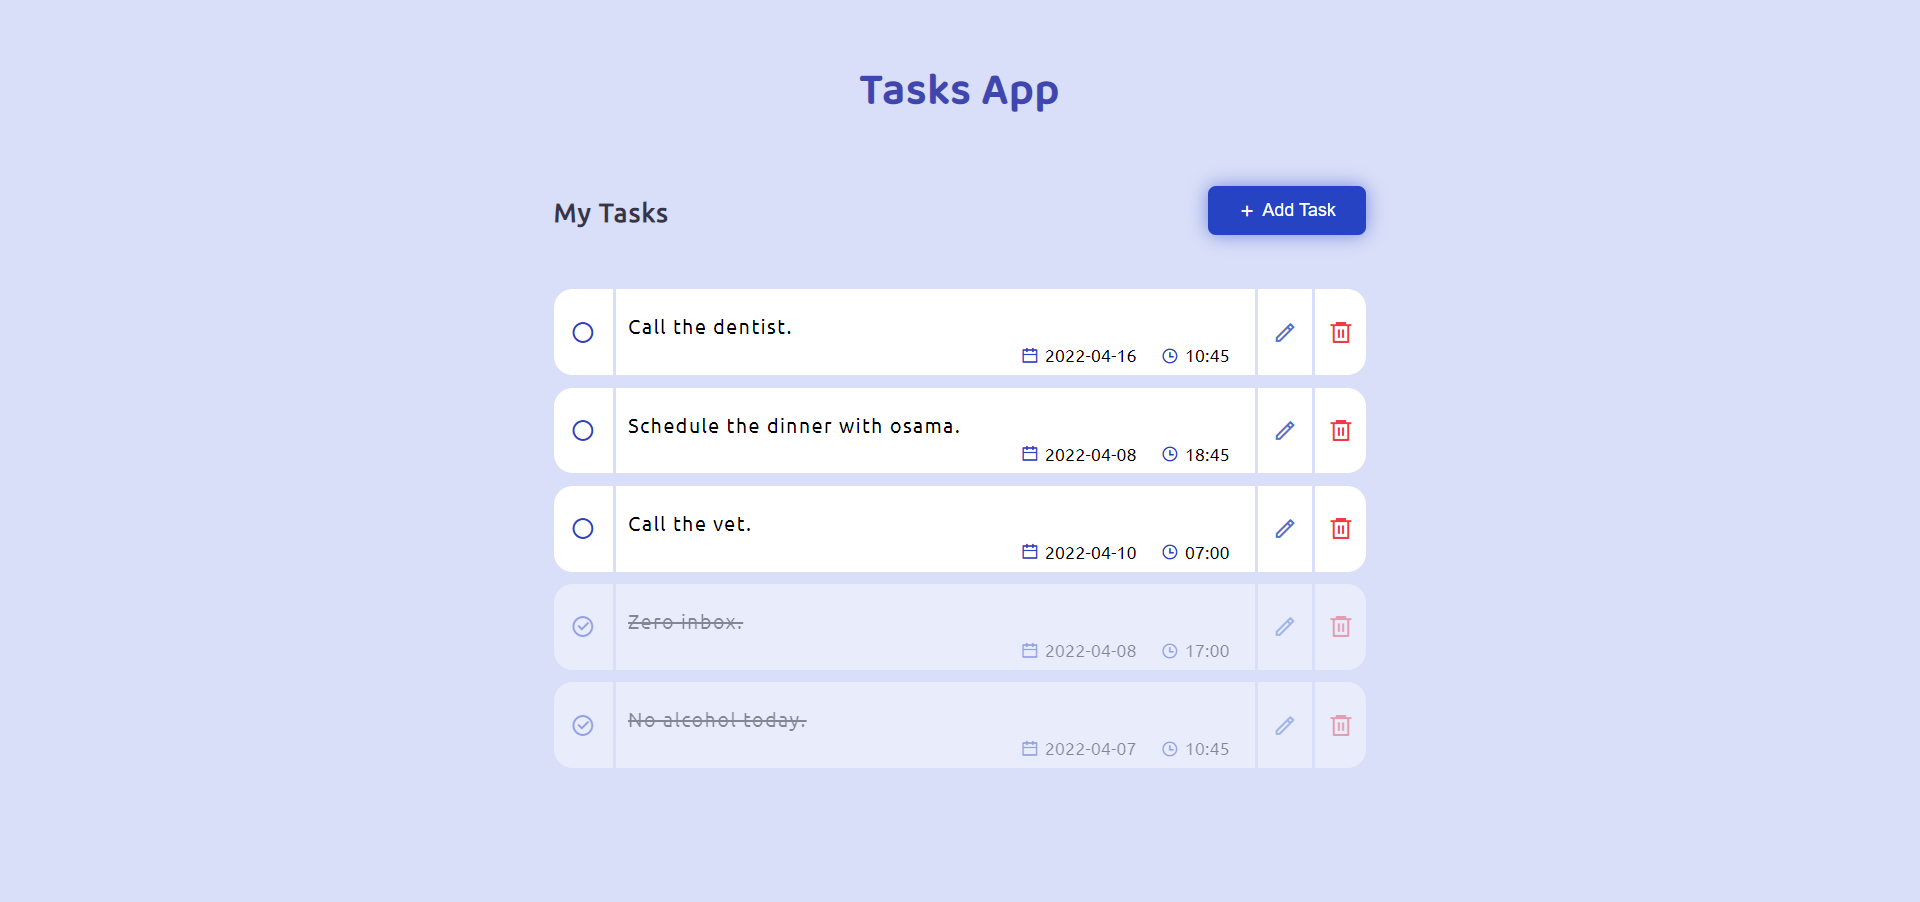 Tasks App
My Tasks
+ Add Task
Call the dentist.
2022-04-16 10:45
Schedule the dinner with osama.
2022-04-08 18:45
Call the vet.
2022-04-10 07:00
Zero inbox.
2022-04-08 17:00
No alcohol today.
2022-04-07 10:45